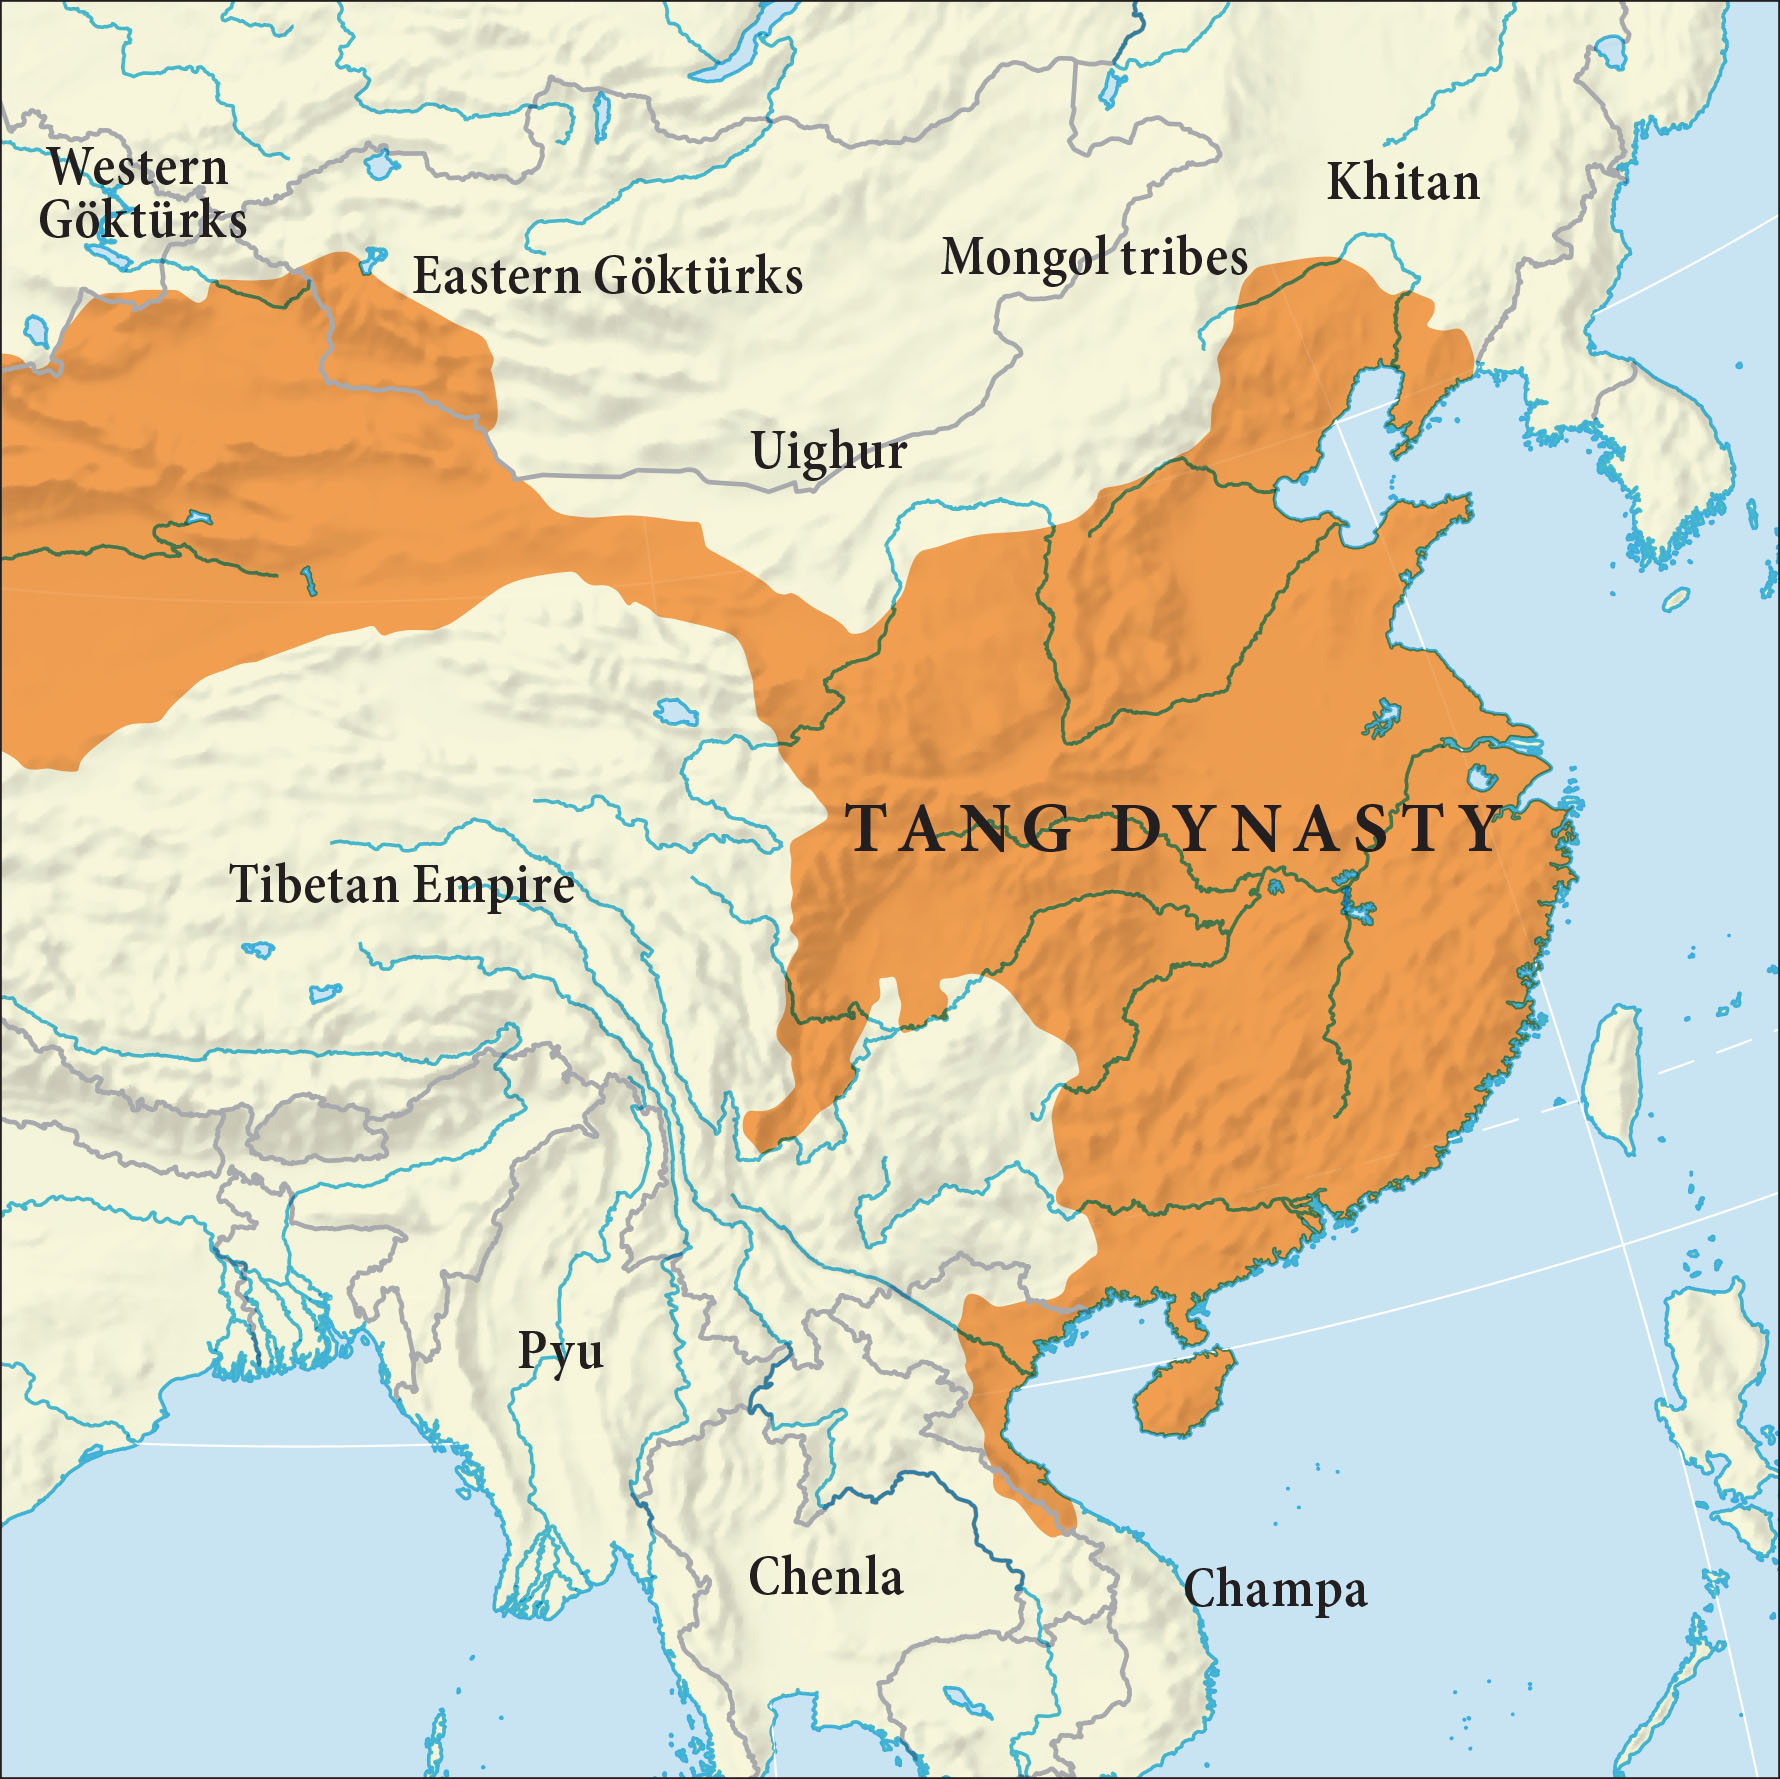 Western
Göktürks
Khitan
Mongol tribes
Eastern Göktürks
Uighur
TANG DYNASTY
Tibetan Empire
Pyu
Chenla
Champa